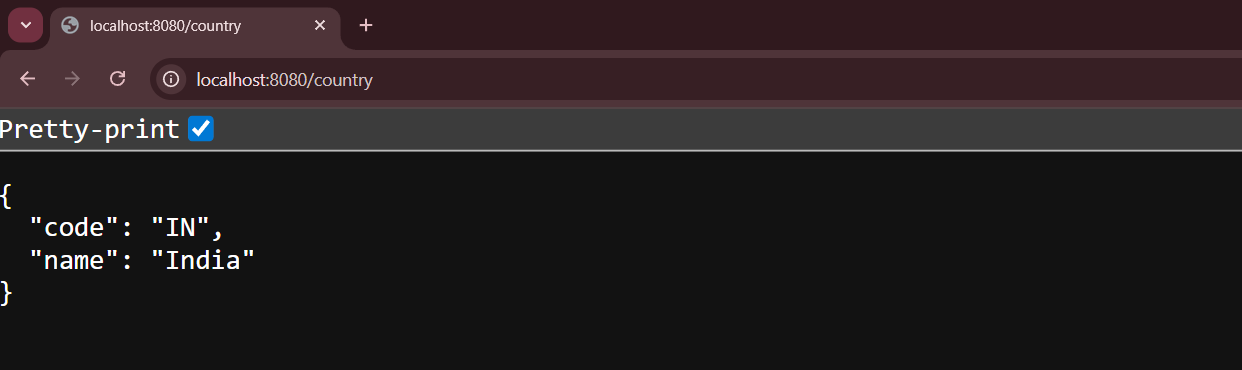 localhost:8080/country
localhost:8080/country
Pretty-print
{
  "code": "IN",
  "name": "India"
}